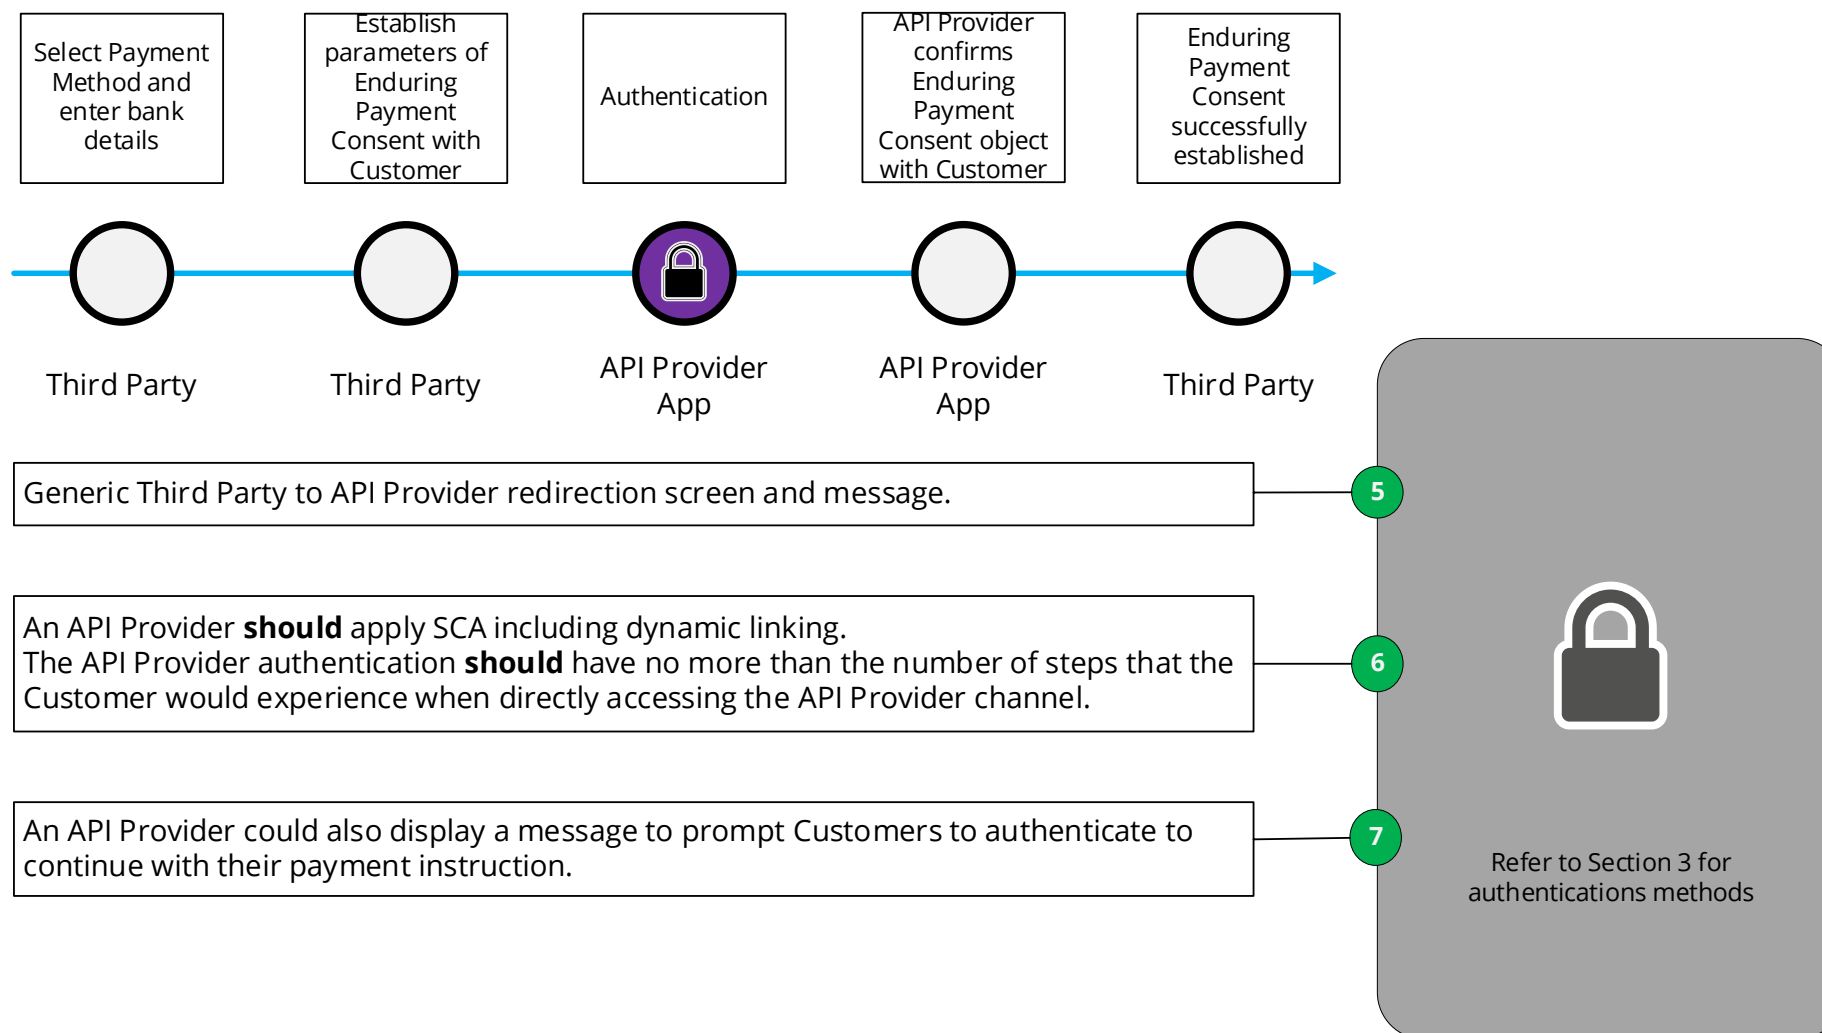 Select Payment
Method and
enter bank
details
Establish
parameters of
Enduring
Payment
Consent with
Customer
Authentication
API Provider
confirms
Enduring
Payment
Consent object
with Customer
Enduring
Payment
Consent
successfully
established
Third Party
Third Party
API Provider
App
API Provider
App
Third Party
Generic Third Party to API Provider redirection screen and message.
5
An API Provider should apply SCA including dynamic linking.
The API Provider authentication should have no more than the number of steps that the
Customer would experience when directly accessing the API Provider channel.
6
An API Provider could also display a message to prompt Customers to authenticate to
continue with their payment instruction.
7
Refer to Section 3 for
authentications methods